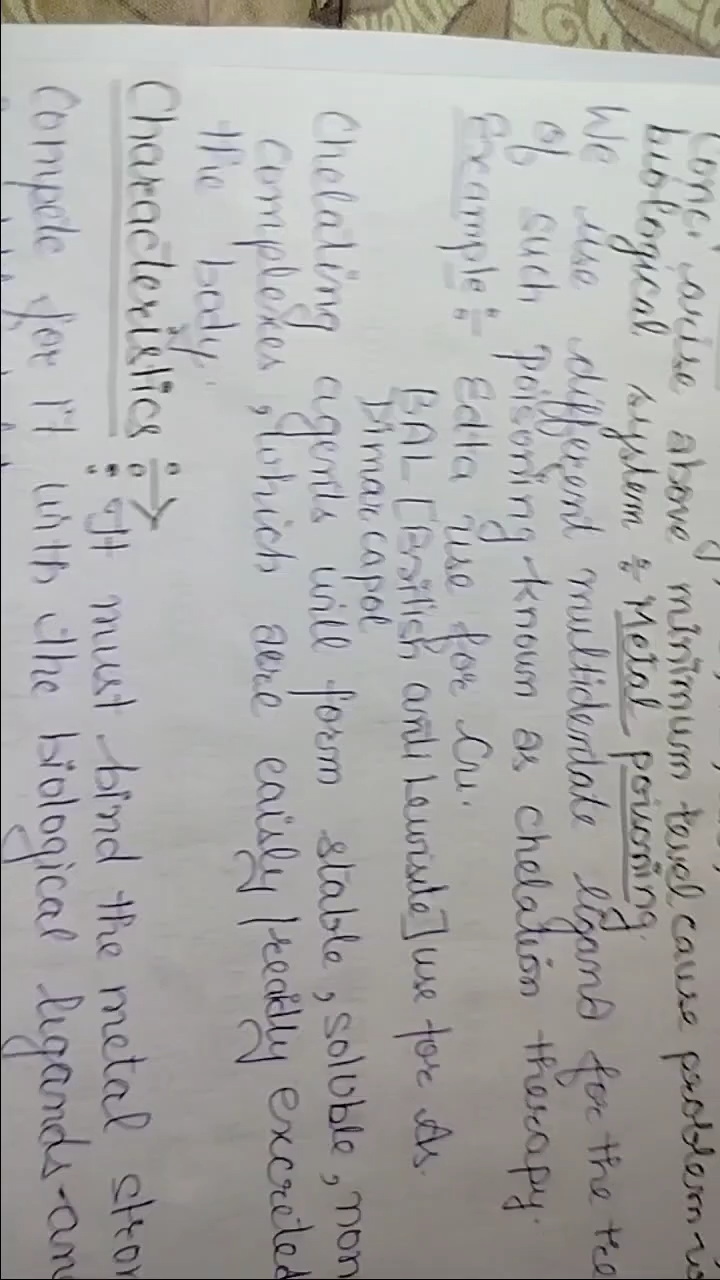 Conc. arise above minimum level cause problem
biological system ÷ Metal poisoning.
We use different multidentate ligand for the
of such poisoning-known as chelation therapy.
Example ÷ Edta use for Cu.
BAL-[British anti Lewisite] use for As.
Dimarcapol
Chelating agents will form stable, soluble, non
complexes, which are eaisly/readily excreted
the body.
Characteristics ÷→
: It must bind the metal stron
Compete for it with the biological ligands-and